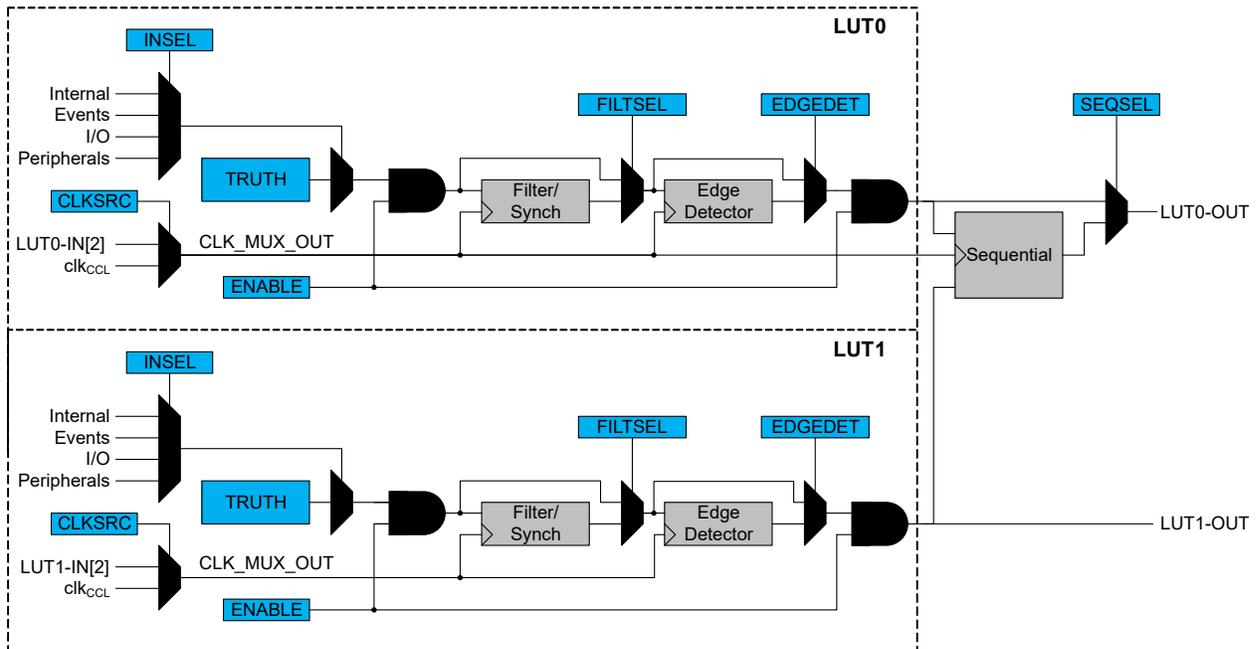 LUT0
INSEL
Internal
Events
I/O
Peripherals
FILTSEL
EDGEDET
SEQSEL
TRUTH
Filter/
Synch
Edge
Detector
CLKSRC
LUT0-IN[2]
clkCCL
CLK_MUX_OUT
ENABLE
Sequential
LUT0-OUT
LUT1
INSEL
Internal
Events
I/O
Peripherals
FILTSEL
EDGEDET
TRUTH
Filter/
Synch
Edge
Detector
CLKSRC
LUT1-IN[2]
clkCCL
CLK_MUX_OUT
ENABLE
LUT1-OUT